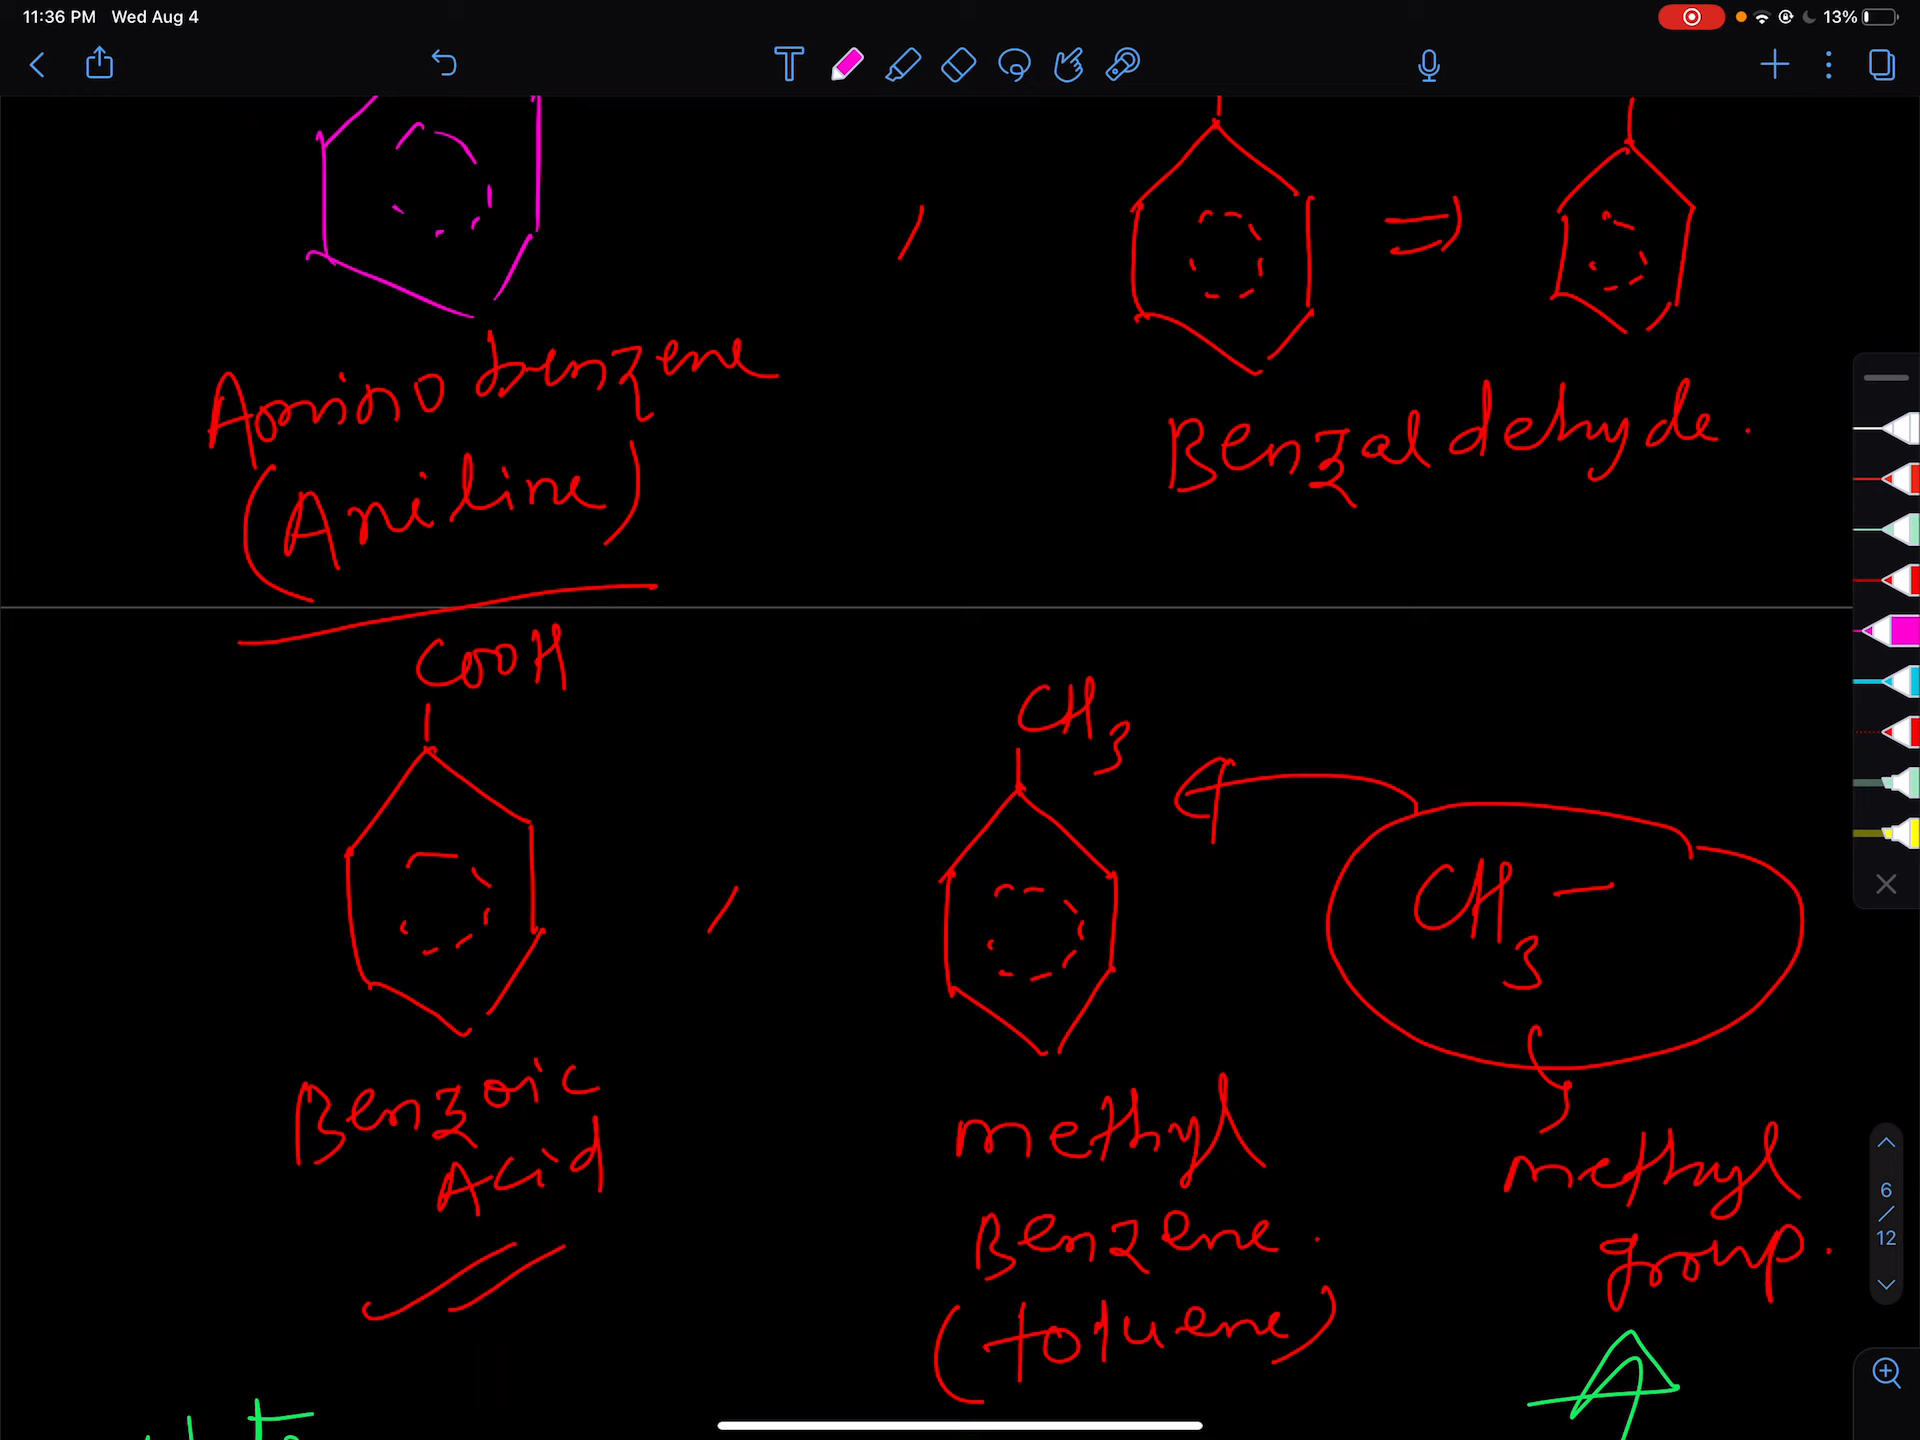 11:36 PM Wed Aug 4
13%
Amino benzene
(Aniline)
Benzaldehyde.
COOH
Benzoic
Acid
CH3
methyl
Benzene.
(toluene)
CH3 —
methyl
group.
6
/
12